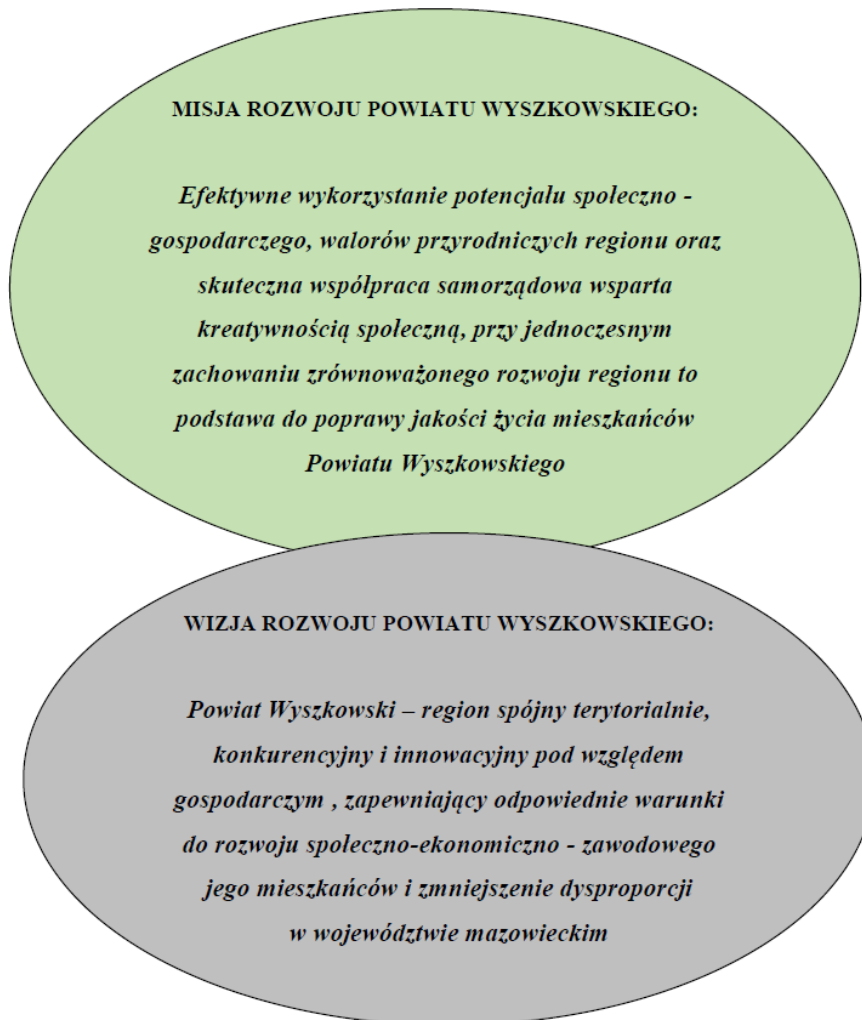 MISJA ROZWOJU POWIATU WYSZKOWSKIEGO:
Efektywne wykorzystanie potencjału społeczno -
gospodarczego, walorów przyrodniczych regionu oraz
skuteczna współpraca samorządowa wsparta
kreatywnością społeczną, przy jednoczesnym
zachowaniu zrównoważonego rozwoju regionu to
podstawa do poprawy jakości życia mieszkańców
Powiatu Wyszkowskiego
WIZJA ROZWOJU POWIATU WYSZKOWSKIEGO:
Powiat Wyszkowski – region spójny terytorialnie,
konkurencyjny i innowacyjny pod względem
gospodarczym , zapewniający odpowiednie warunki
do rozwoju społeczno-ekonomiczno - zawodowego
jego mieszkańców i zmniejszenie dysproporcji
w województwie mazowieckim